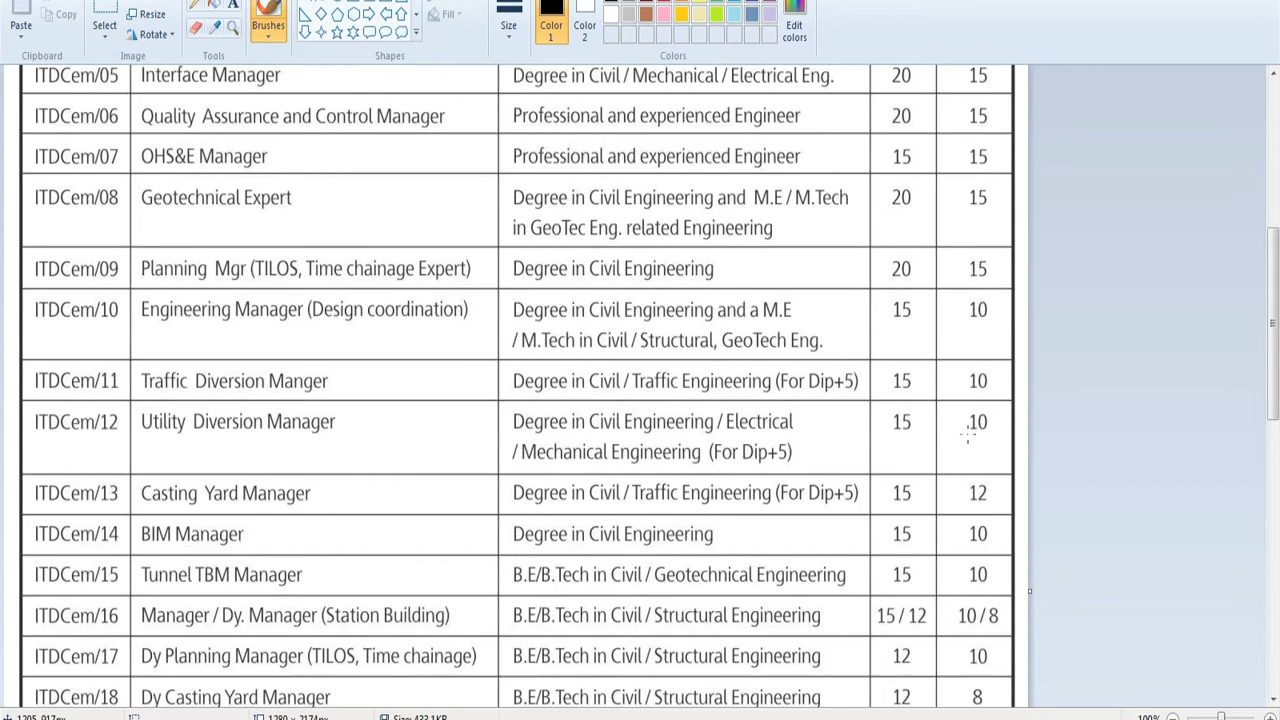 Paste
Copy
Select
Resize
Rotate
A
Brushes
Fill
Size
Color
1
Color
2
Edit
colors
Clipboard
Image
Tools
Shapes
Colors
ITDCem/05 Interface Manager Degree in Civil / Mechanical / Electrical Eng. 20 15
ITDCem/06 Quality Assurance and Control Manager Professional and experienced Engineer 20 15
ITDCem/07 OHS&E Manager Professional and experienced Engineer 15 15
ITDCem/08 Geotechnical Expert Degree in Civil Engineering and M.E / M.Tech 20 15
in GeoTec Eng. related Engineering
ITDCem/09 Planning Mgr (TILOS, Time chainage Expert) Degree in Civil Engineering 20 15
ITDCem/10 Engineering Manager (Design coordination) Degree in Civil Engineering and a M.E 15 10
/ M.Tech in Civil / Structural, GeoTech Eng.
ITDCem/11 Traffic Diversion Manger Degree in Civil / Traffic Engineering (For Dip+5) 15 10
ITDCem/12 Utility Diversion Manager Degree in Civil Engineering / Electrical 15 10
/ Mechanical Engineering (For Dip+5)
ITDCem/13 Casting Yard Manager Degree in Civil / Traffic Engineering (For Dip+5) 15 12
ITDCem/14 BIM Manager Degree in Civil Engineering 15 10
ITDCem/15 Tunnel TBM Manager B.E/B.Tech in Civil / Geotechnical Engineering 15 10
ITDCem/16 Manager / Dy. Manager (Station Building) B.E/B.Tech in Civil / Structural Engineering 15 / 12 10 / 8
ITDCem/17 Dy Planning Manager (TILOS, Time chainage) B.E/B.Tech in Civil / Structural Engineering 12 10
ITDCem/18 Dy Casting Yard Manager B.E/B.Tech in Civil / Structural Engineering 12 8
1205, 917px 1280 × 2174px Size: 433.1KB 100%